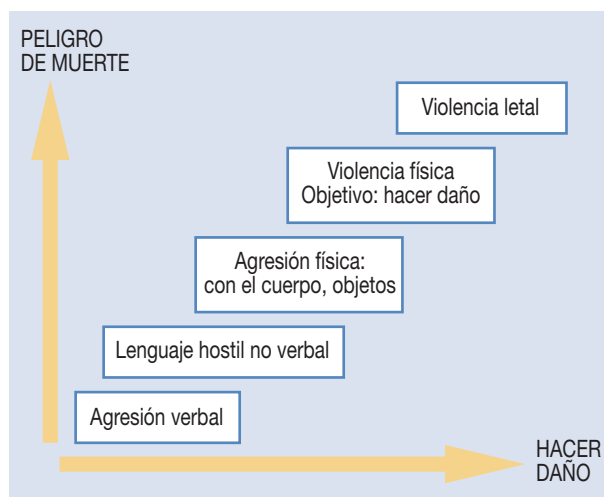 PELIGRO
DE MUERTE
Violencia letal
Violencia física
Objetivo: hacer daño
Agresión física:
con el cuerpo, objetos
Lenguaje hostil no verbal
Agresión verbal
HACER
DAÑO